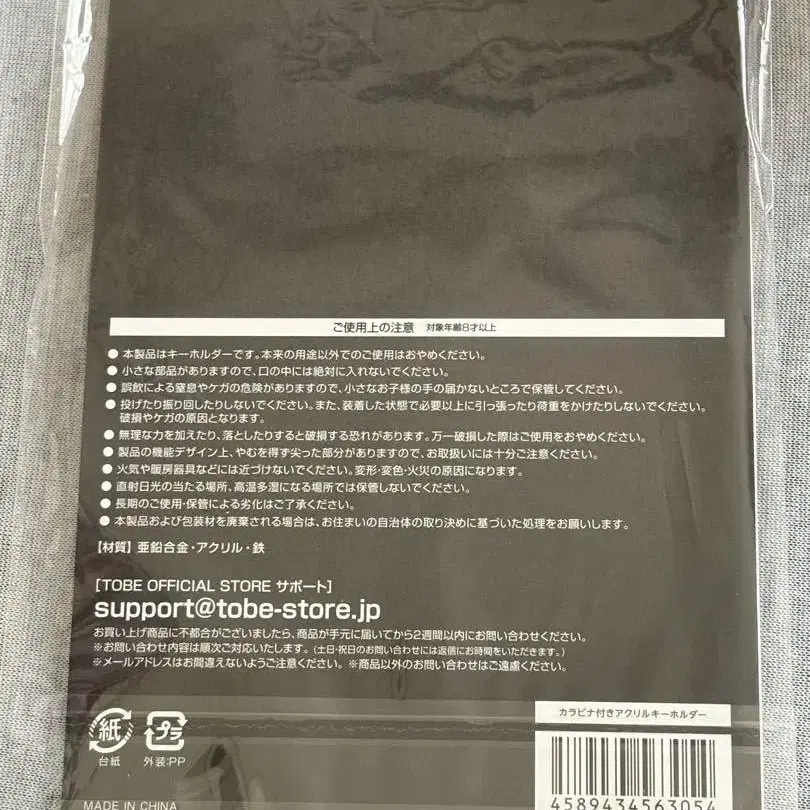 ご使用上の注意 対象年齢8才以上
● 本製品はキーホルダーです。本来の用途以外でのご使用はおやめください。
● 小さな部品がありますので、口の中には絶対に入れないでください。
● 誤飲による窒息やケガの危険がありますので、小さなお子様の手の届かないところで保管してください。
● 投げたり振り回したりしないでください。また、装着した状態で必要以上に引っ張ったり荷重をかけたりしないでください。
破損やケガの原因となります。
● 無理な力を加えたり、落としたりすると破損する恐れがあります。万一破損した際はご使用をおやめください。
● 製品の機能デザイン上、やむを得ず尖った部分がありますので、お取扱いには十分ご注意ください。
● 火気や暖房器具などには近づけないでください。変形・変色・火災の原因になります。
● 直射日光の当たる場所、高温多湿になる場所では保管しないでください。
● 長期のご使用・保管による劣化はご了承ください。
● 本製品および包装材を廃棄される場合は、お住まいの自治体の取り決めに基づいた処理をお願いします。
【材質】亜鉛合金・アクリル・鉄
[TOBE OFFICIAL STORE サポート]
support@tobe-store.jp
お買い上げ商品に不都合がございましたら、商品が手元に届いてから2週間以内にお問い合わせください。
※お問い合わせ内容は順次ご対応いたします。(土日・祝日のお問い合わせには返信にお時間をいただきます。)
※メールアドレスはお間違えないようご注意ください。※商品以外のお問合せはご遠慮ください。
カラビナ付きアクリルキーホルダー
紙 プラ
台紙 外装:PP
4589434563054
MADE IN CHINA